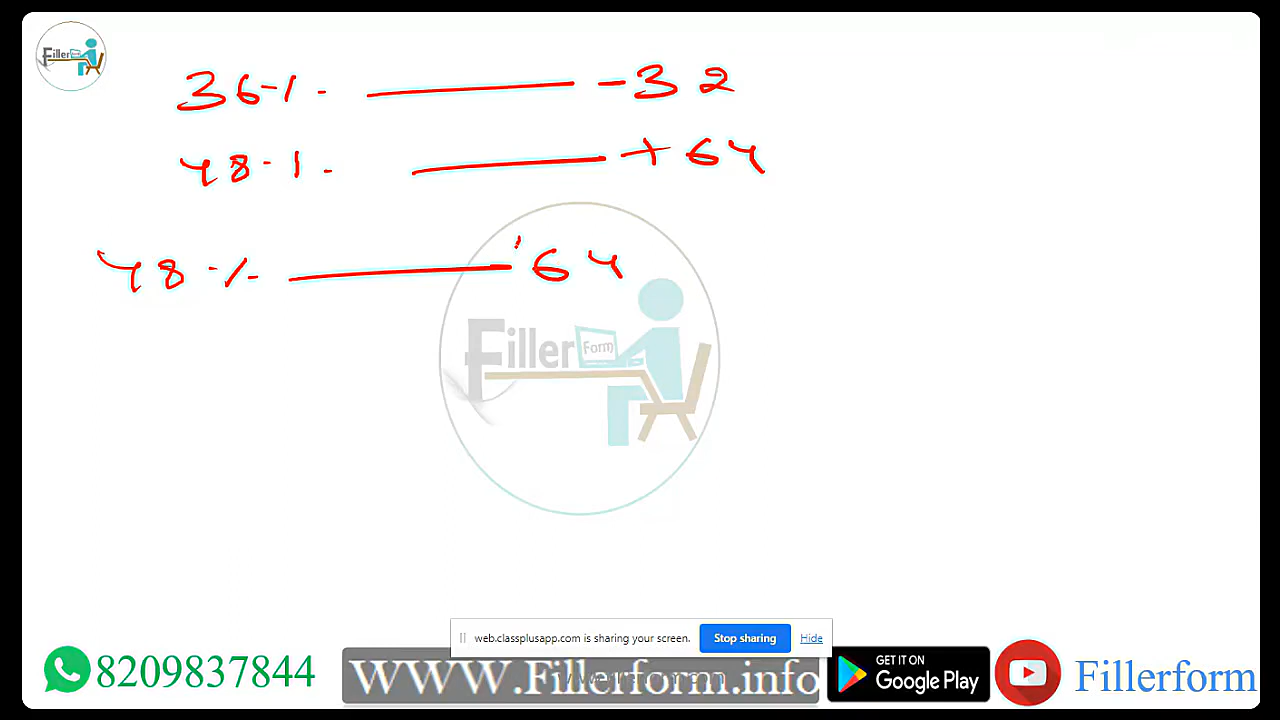 Filler
36% — -32
48% — +64
48% — 64
Filler Form
web.classplusapp.com is sharing your screen. Stop sharing Hide
8209837844 WWW.Fillerform.info GET IT ON Google Play Fillerform